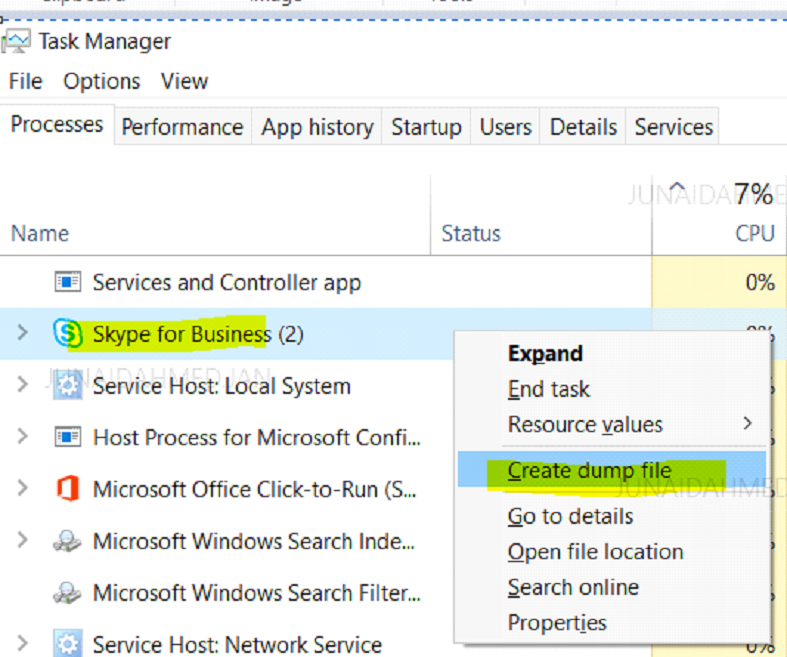 Task Manager
File Options View
Processes Performance App history Startup Users Details Services
7%
Name Status CPU
Services and Controller app 0%
Skype for Business (2)
Expand
JUNAIDAHMEDJAN
Service Host: Local System
End task
Resource values
Host Process for Microsoft Confi...
Create dump file
Microsoft Office Click-to-Run (S...
Go to details
Microsoft Windows Search Inde...
Open file location
Search online
Microsoft Windows Search Filter...
Properties
Service Host: Network Service 0%